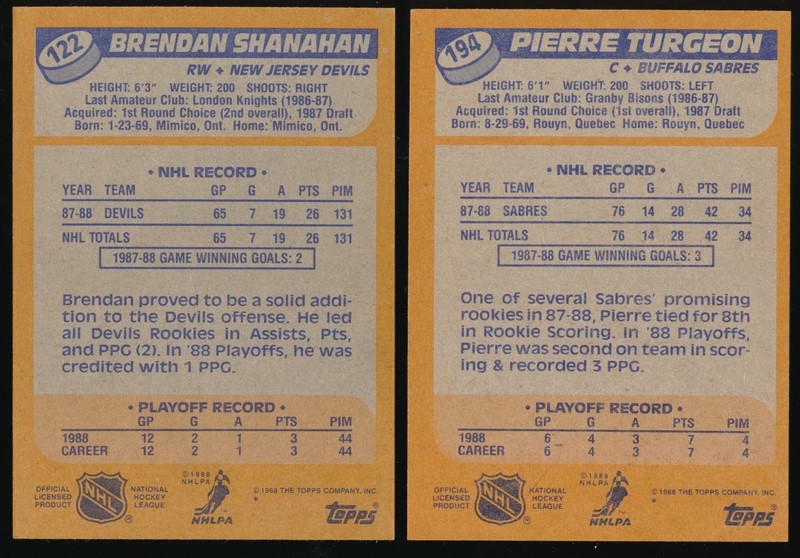 122
BRENDAN SHANAHAN
RW + NEW JERSEY DEVILS
HEIGHT: 6'3" WEIGHT: 200 SHOOTS: RIGHT
Last Amateur Club: London Knights (1986-87)
Acquired: 1st Round Choice (2nd overall), 1987 Draft
Born: 1-23-69, Mimico, Ont. Home: Mimico, Ont.
• NHL RECORD •
YEAR TEAM GP G A PTS PIM
87-88 DEVILS 65 7 19 26 131
NHL TOTALS 65 7 19 26 131
1987-88 GAME WINNING GOALS: 2
Brendan proved to be a solid addi-
tion to the Devils offense. He led
all Devils Rookies in Assists, Pts,
and PPG (2). In '88 Playoffs, he was
credited with 1 PPG.
• PLAYOFF RECORD •
GP G A PTS PIM
1988 12 2 1 3 44
CAREER 12 2 1 3 44
OFFICIAL
LICENSED
PRODUCT
NHL
®
NATIONAL
HOCKEY
LEAGUE
©1988
NHLPA
™
NHLPA
©1988 THE TOPPS COMPANY, INC.
*
topps®
194
PIERRE TURGEON
C + BUFFALO SABRES
HEIGHT: 6'1" WEIGHT: 200 SHOOTS: LEFT
Last Amateur Club: Granby Bisons (1986-87)
Acquired: 1st Round Choice (1st overall), 1987 Draft
Born: 8-29-69, Rouyn, Quebec Home: Rouyn, Quebec
• NHL RECORD •
YEAR TEAM GP G A PTS PIM
87-88 SABRES 76 14 28 42 34
NHL TOTALS 76 14 28 42 34
1987-88 GAME WINNING GOALS: 3
One of several Sabres' promising
rookies in 87-88, Pierre tied for 8th
in Rookie Scoring. In '88 Playoffs,
Pierre was second on team in scor-
ing & recorded 3 PPG.
• PLAYOFF RECORD •
GP G A PTS PIM
1988 6 4 3 7 4
CAREER 6 4 3 7 4
OFFICIAL
LICENSED
PRODUCT
NHL
®
NATIONAL
HOCKEY
LEAGUE
©1988
NHLPA
™
NHLPA
©1988 THE TOPPS COMPANY, INC.
*
topps®